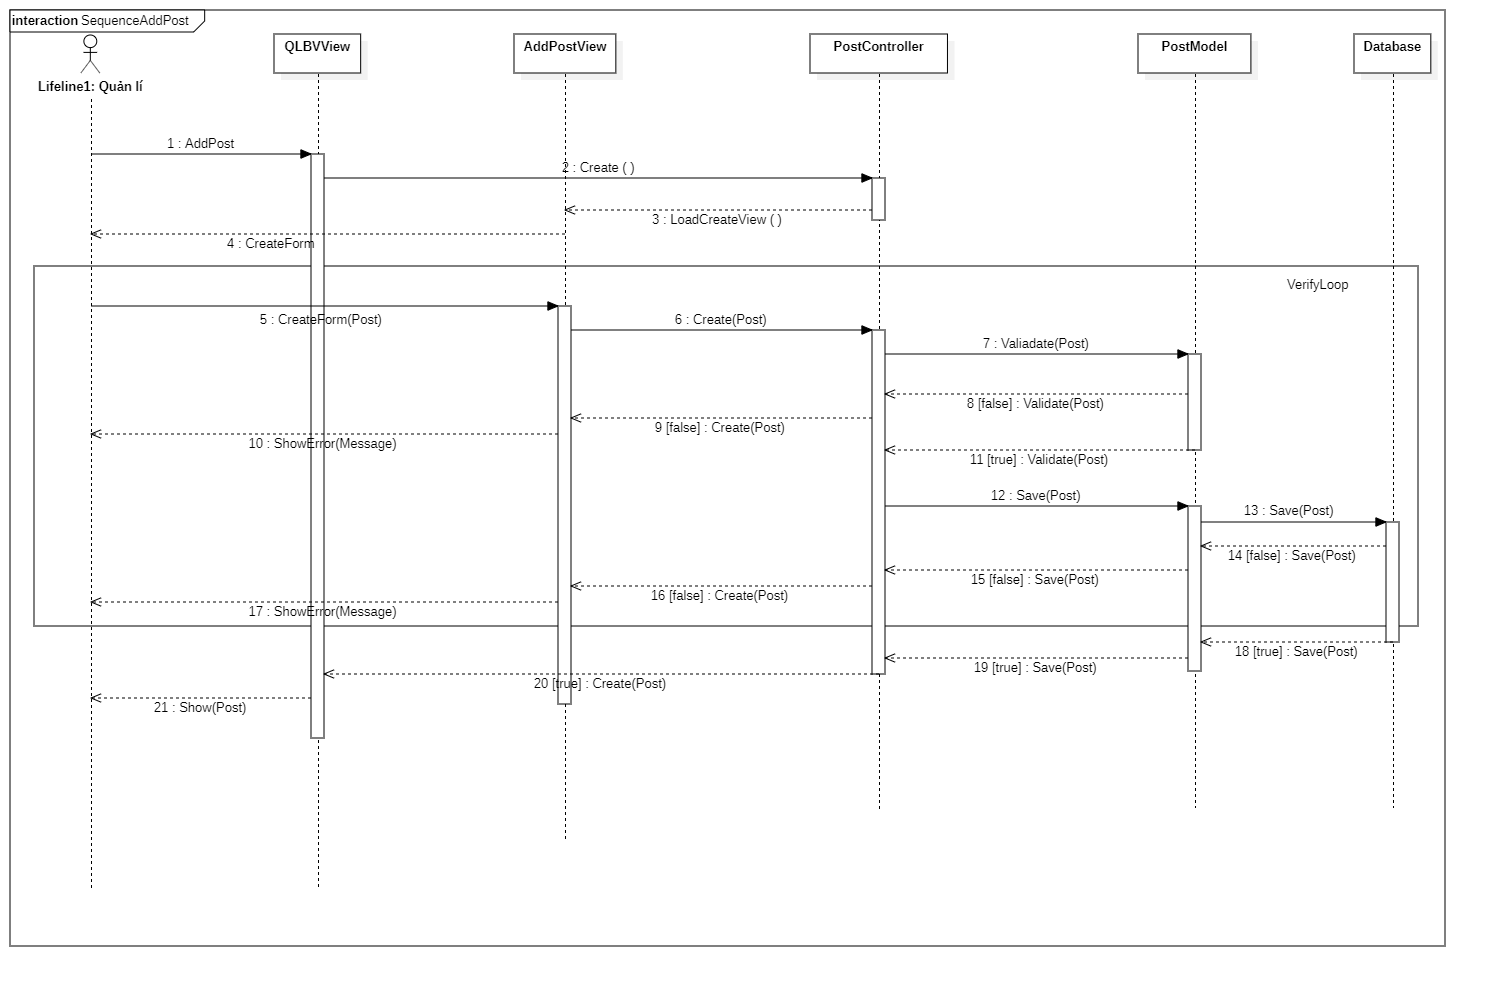 interaction SequenceAddPost
Lifeline1: Quản lí
QLBVView
AddPostView
PostController
PostModel
Database
1 : AddPost
2 : Create ( )
3 : LoadCreateView ( )
4 : CreateForm
VerifyLoop
5 : CreateForm(Post)
6 : Create(Post)
7 : Valiadate(Post)
8 [false] : Validate(Post)
9 [false] : Create(Post)
10 : ShowError(Message)
11 [true] : Validate(Post)
12 : Save(Post)
13 : Save(Post)
14 [false] : Save(Post)
15 [false] : Save(Post)
16 [false] : Create(Post)
17 : ShowError(Message)
18 [true] : Save(Post)
19 [true] : Save(Post)
20 [true] : Create(Post)
21 : Show(Post)